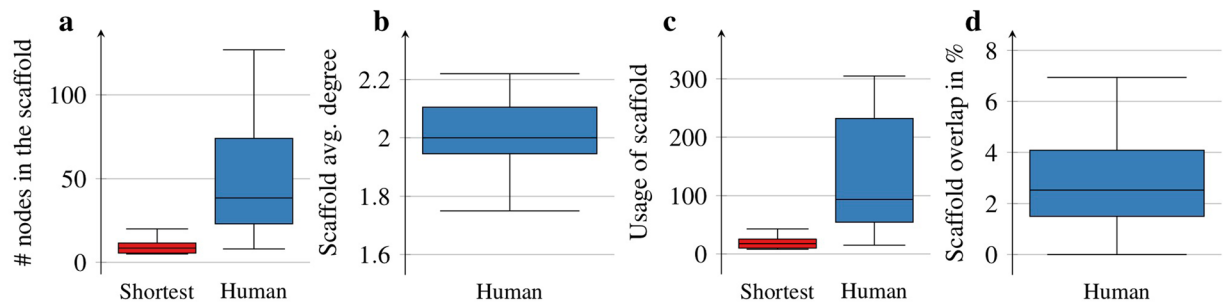 a
# nodes in the scaffold
100
50
0
Shortest Human
b
Scaffold avg. degree
2.2
2
1.8
1.6
Human
c
Usage of scaffold
300
200
100
0
Shortest Human
d
Scaffold overlap in %
8
6
4
2
0
Human